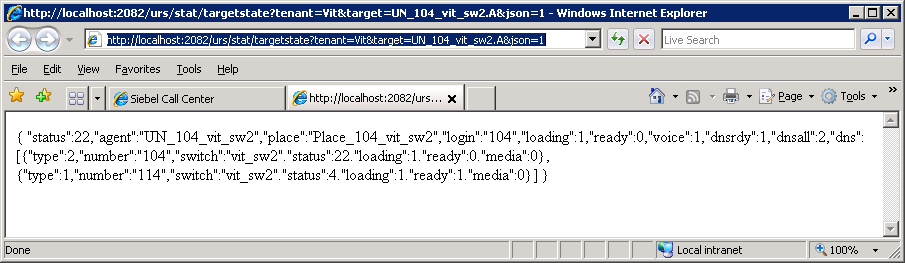 http://localhost:2082/urs/stat/targetstate?tenant=Vit&target=UN_104_vit_sw2.A&json=1 - Windows Internet Explorer
http://localhost:2082/urs/stat/targetstate?tenant=Vit&target=UN_104_vit_sw2.A&json=1
Live Search
File Edit View Favorites Tools Help
Siebel Call Center
http://localhost:2082/urs...
Page
Tools
{ "status":22,"agent":"UN_104_vit_sw2","place":"Place_104_vit_sw2","login":"104","loading":1,"ready":0,"voice":1,"dnsrdy":1,"dnsall":2,"dns":
[{"type":2,"number":"104","switch":"vit_sw2"."status":22."loading":1."ready":0."media":0},
{"type":1,"number":"114","switch":"vit_sw2"."status":4."loading":1."ready":1."media":0}] }
Done
Local intranet
100%